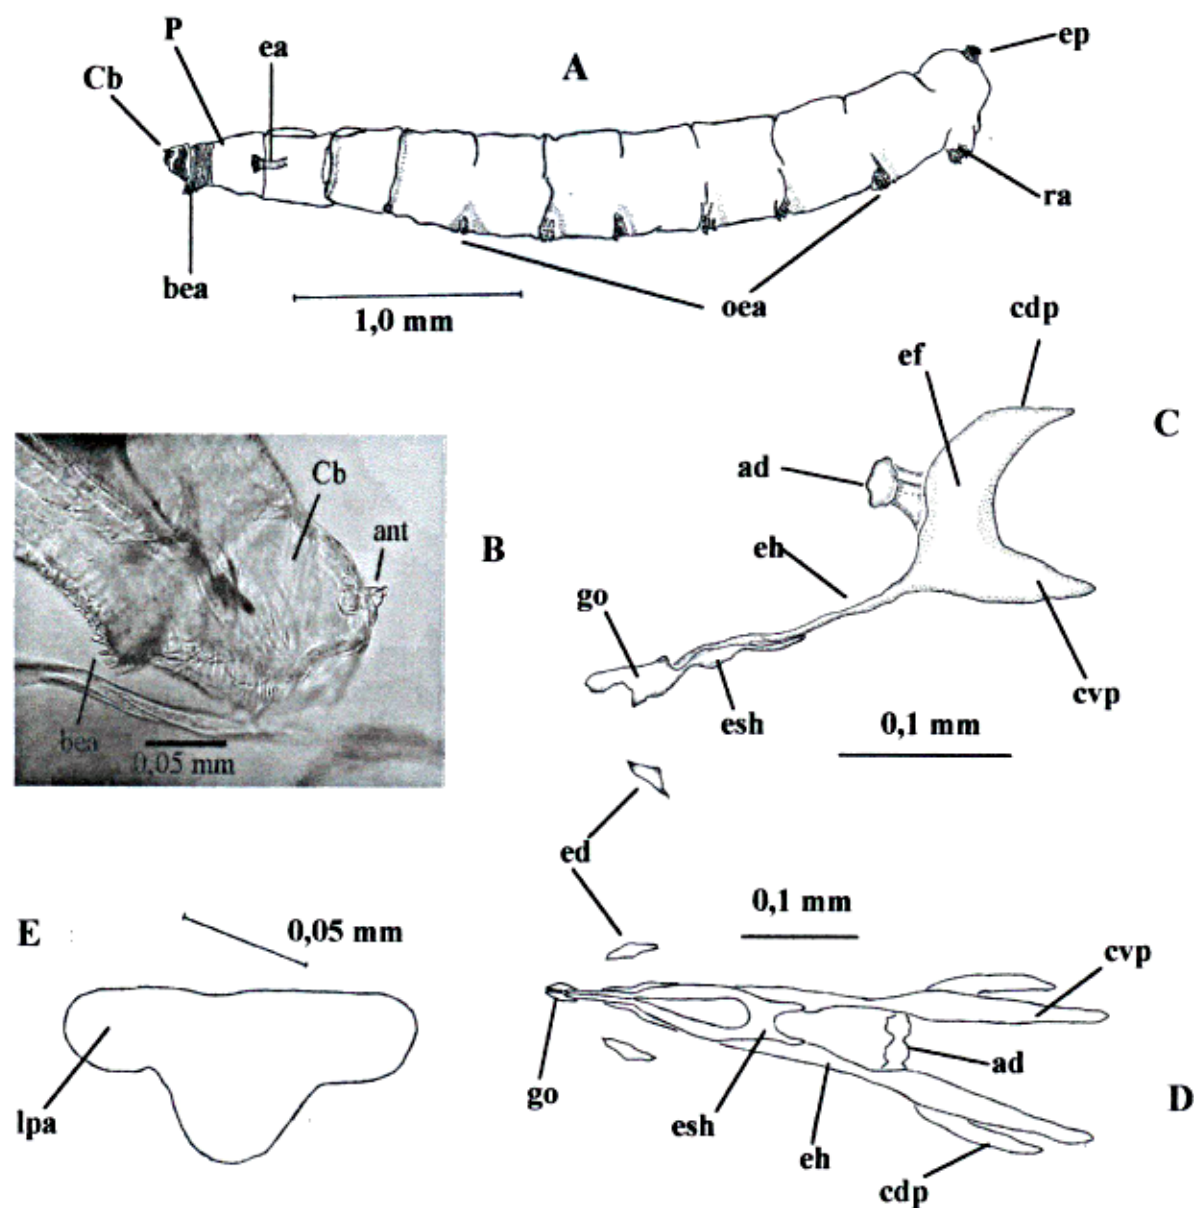 P
ea
A
ep
Cb
ra
bea
oea
1,0 mm
cdp
ef
C
ad
Cb
ant
B
eh
go
cvp
esh
bea
0,1 mm
0,05 mm
ed
0,1 mm
E
0,05 mm
cvp
ad
go
lpa
D
esh
eh
cdp